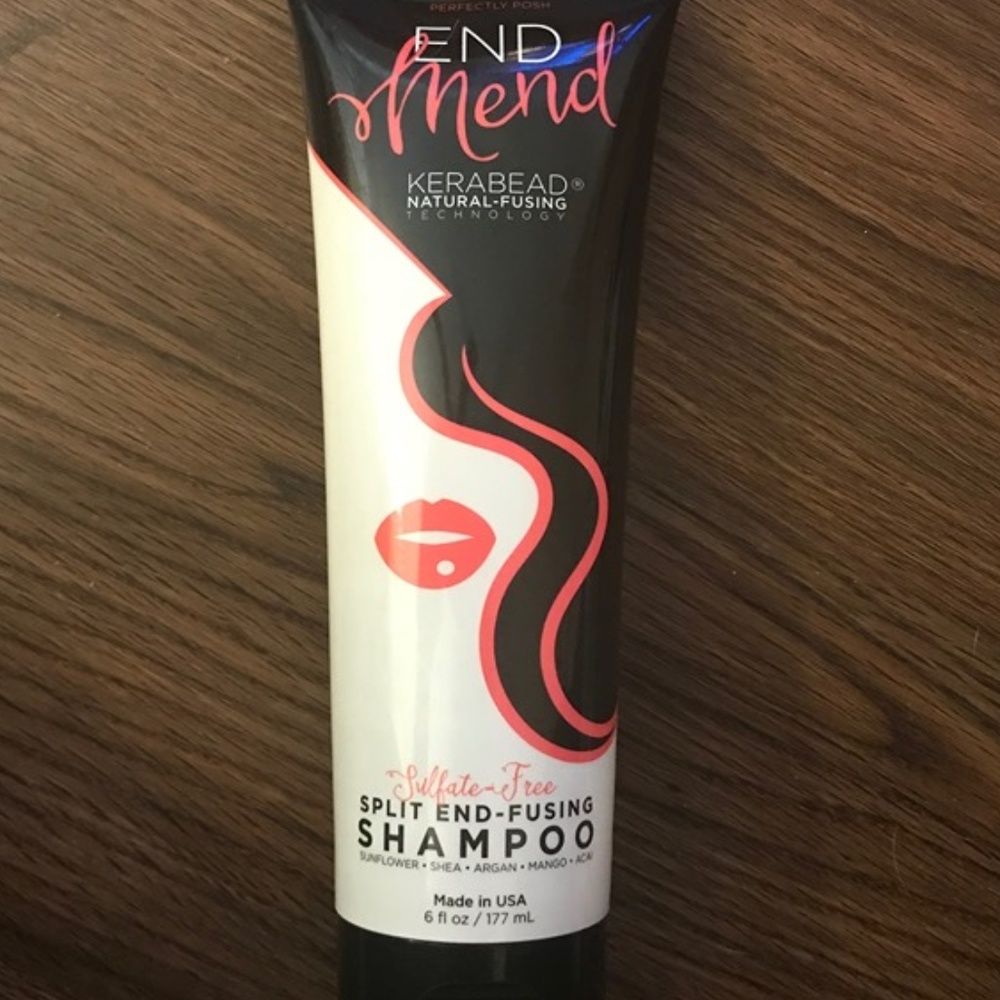 PERFECTLY POSH
END
Mend
KERABEAD®
NATURAL-FUSING
TECHNOLOGY
Sulfate-Free
SPLIT END-FUSING
SHAMPOO
SUNFLOWER • SHEA • ARGAN • MANGO • ACAI
Made in USA
6 fl oz / 177 mL